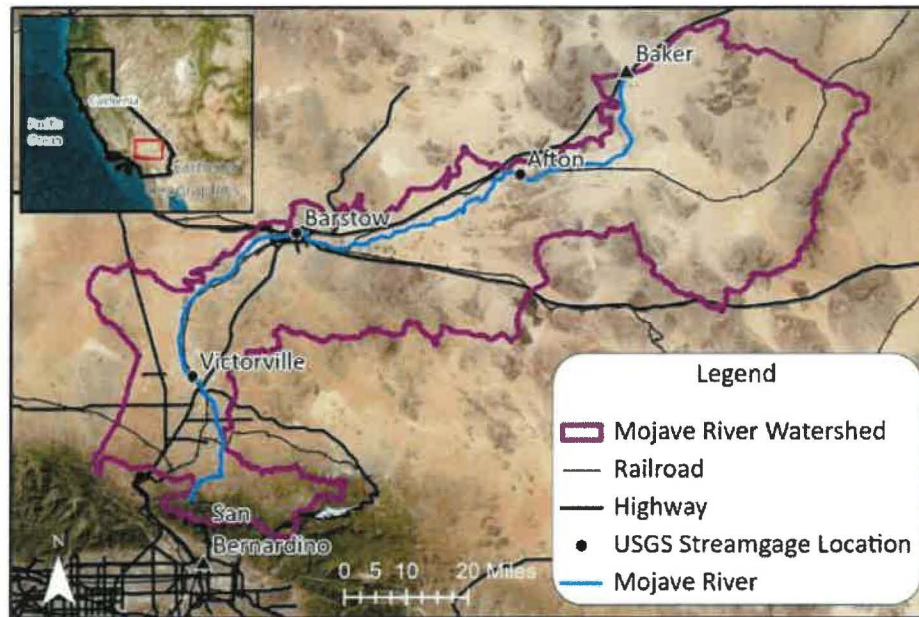 California
Pacific
Ocean
Baker
Afton
Barstow
Victorville
San
Bernardino
N
0 5 10 20 Miles
Legend
Mojave River Watershed
Railroad
Highway
USGS Streamgage Location
Mojave River